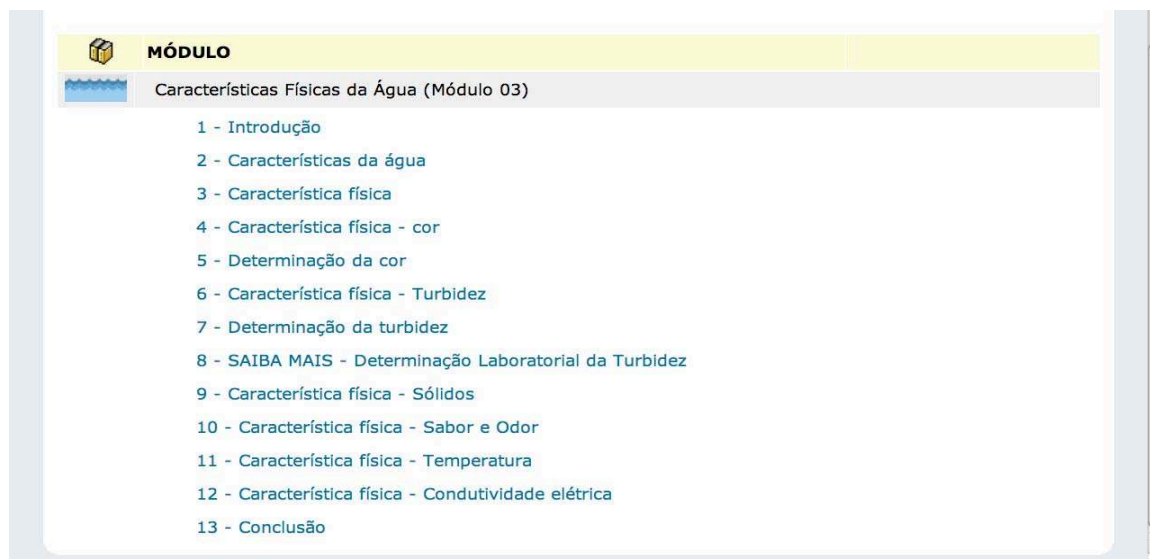 MÓDULO
Características Físicas da Água (Módulo 03)
1 - Introdução
2 - Características da água
3 - Característica física
4 - Característica física - cor
5 - Determinação da cor
6 - Característica física - Turbidez
7 - Determinação da turbidez
8 - SAIBA MAIS - Determinação Laboratorial da Turbidez
9 - Característica física - Sólidos
10 - Característica física - Sabor e Odor
11 - Característica física - Temperatura
12 - Característica física - Condutividade elétrica
13 - Conclusão